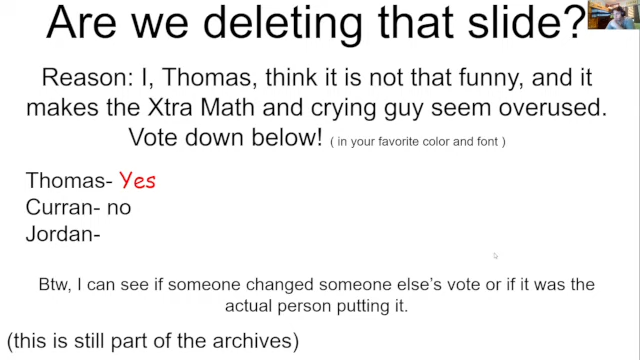 Are we deleting that slide?
Reason: I, Thomas, think it is not that funny, and it
makes the Xtra Math and crying guy seem overused.
Vote down below! ( in your favorite color and font )
Thomas- Yes
Curran- no
Jordan-
Btw, I can see if someone changed someone else's vote or if it was the
actual person putting it.
(this is still part of the archives)